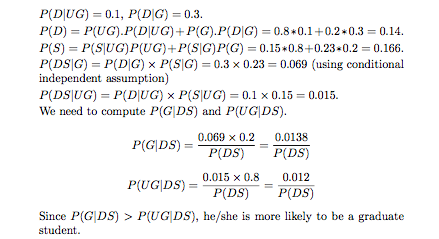 P(D|UG) = 0.1, P(D|G) = 0.3.
P(D) = P(UG).P(D|UG)+P(G).P(D|G) = 0.8∗0.1+0.2∗0.3 = 0.14.
P(S) = P(S|UG)P(UG)+P(S|G)P(G) = 0.15∗0.8+0.23∗0.2 = 0.166.
P(DS|G) = P(D|G) × P(S|G) = 0.3 × 0.23 = 0.069 (using conditional
independent assumption)
P(DS|UG) = P(D|UG) × P(S|UG) = 0.1 × 0.15 = 0.015.
We need to compute P(G|DS) and P(UG|DS).
P(G|DS) = 0.069 × 0.2 / P(DS) = 0.0138 / P(DS)
P(UG|DS) = 0.015 × 0.8 / P(DS) = 0.012 / P(DS)
Since P(G|DS) > P(UG|DS), he/she is more likely to be a graduate
student.